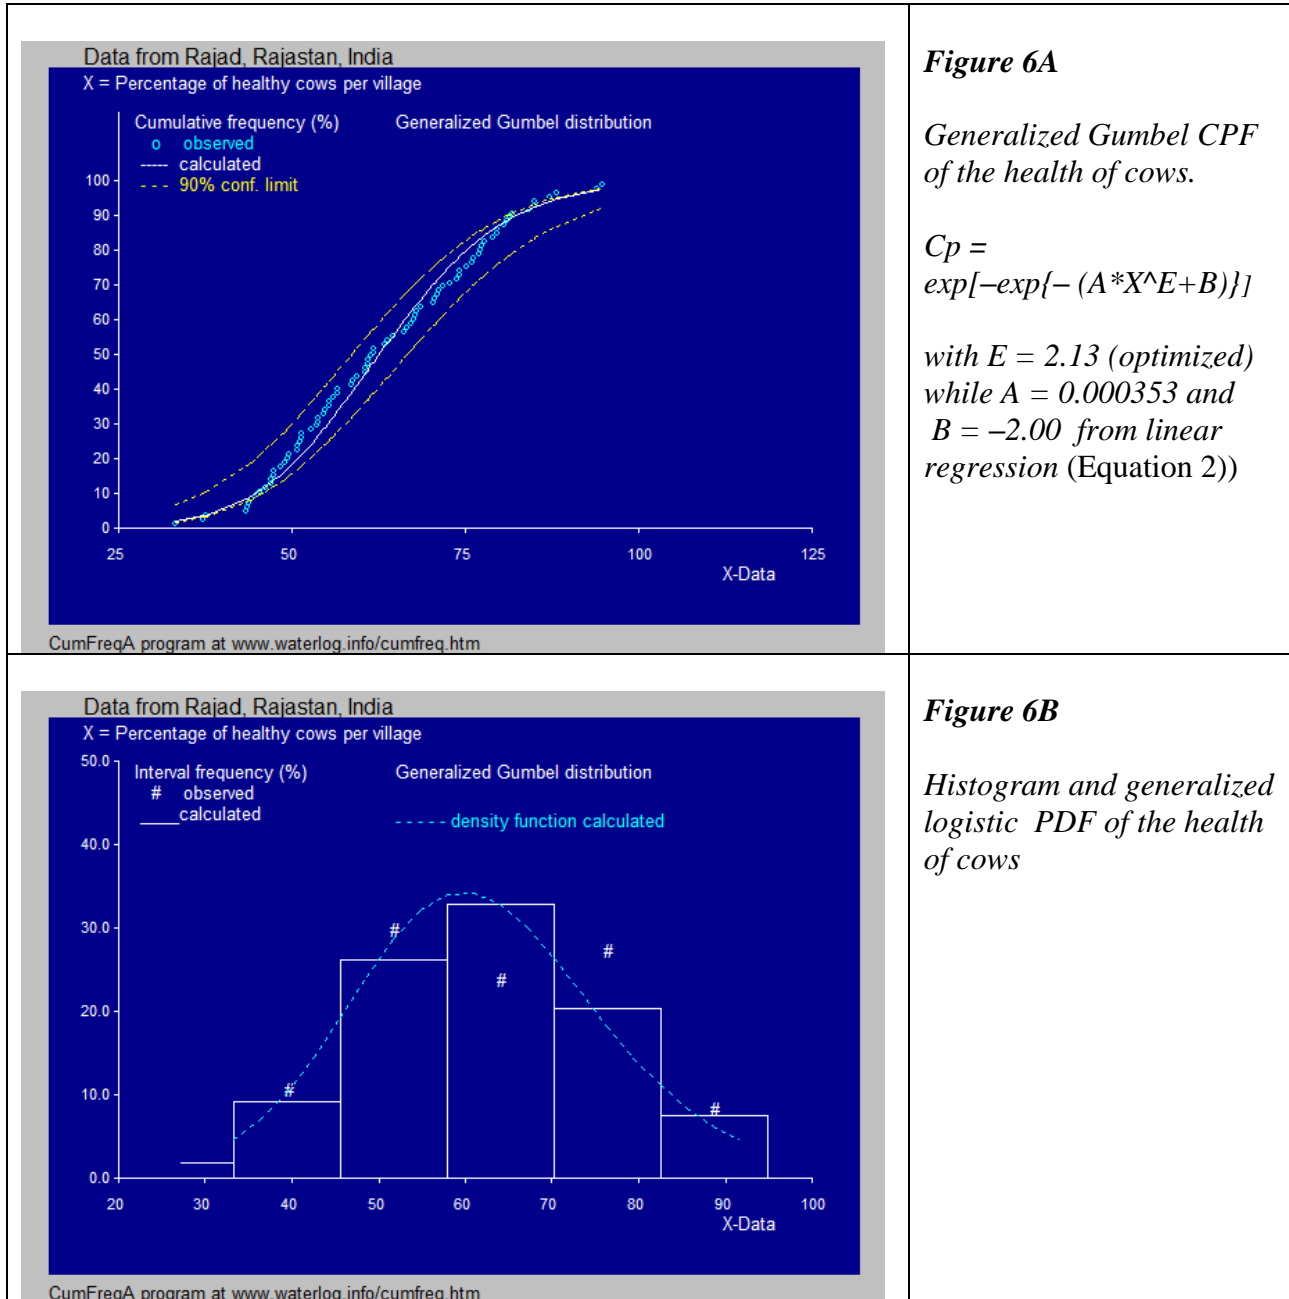 Data from Rajad, Rajastan, India
X = Percentage of healthy cows per village
Cumulative frequency (%)
Generalized Gumbel distribution
o observed
----- calculated
- - - 90% conf. limit
100
90
80
70
60
50
40
30
20
10
0
25 50 75 100 125
X-Data
CumFreqA program at www.waterlog.info/cumfreq.htm
Figure 6A
Generalized Gumbel CPF
of the health of cows.
Cp =
exp[–exp{– (A*X^E+B)}]
with E = 2.13 (optimized)
while A = 0.000353 and
B = –2.00 from linear
regression (Equation 2))
Data from Rajad, Rajastan, India
X = Percentage of healthy cows per village
50.0
Interval frequency (%)
Generalized Gumbel distribution
# observed
____calculated
- - - - - density function calculated
40.0
30.0
20.0
10.0
0.0
# # # # #
20 30 40 50 60 70 80 90 100
X-Data
CumFreqA program at www.waterlog.info/cumfreq.htm
Figure 6B
Histogram and generalized
logistic PDF of the health
of cows